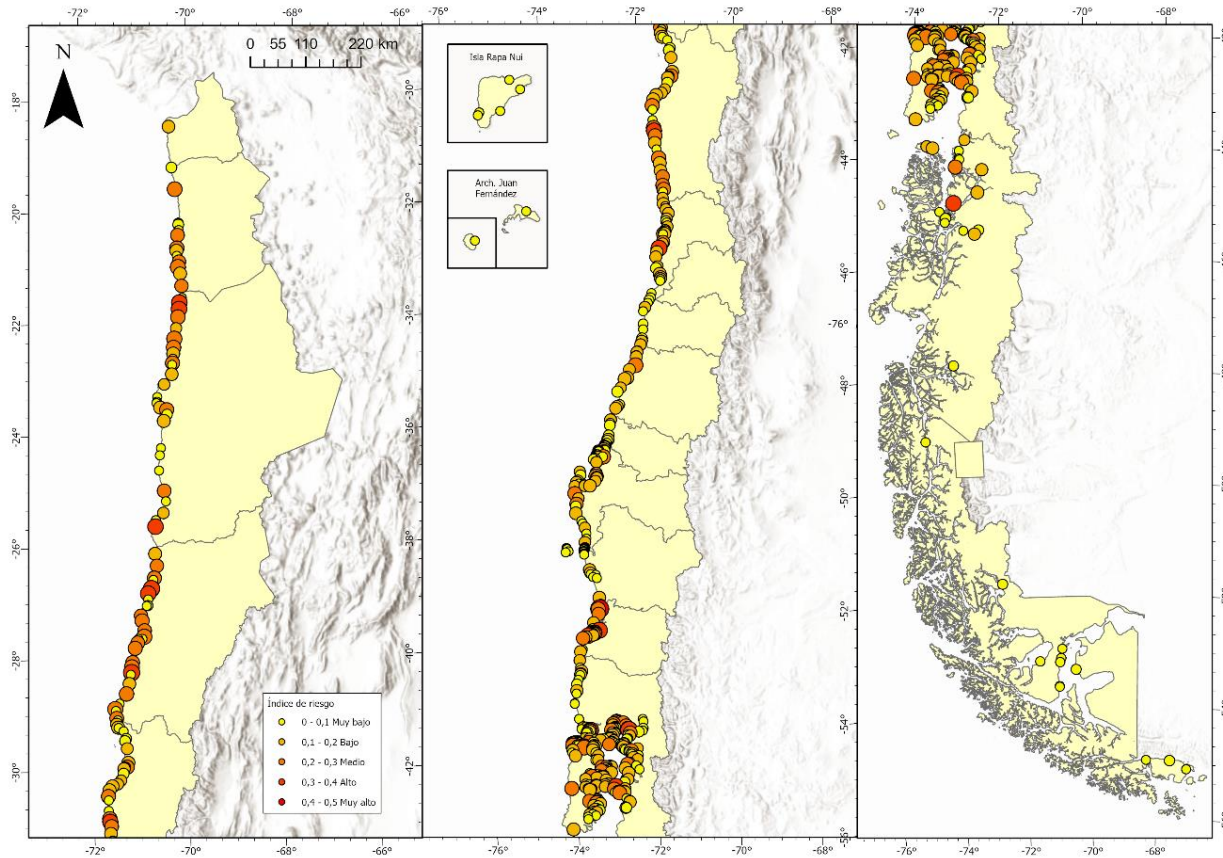 N
0 55 110 220 km
-70° -68° -66°
-18°
-20°
-22°
-24°
-26°
-28°
-30°
-72° -70° -68° -66°
Índice de riesgo
0 - 0,1 Muy bajo
0,1 - 0,2 Bajo
0,2 - 0,3 Medio
0,3 - 0,4 Alto
0,4 - 0,5 Muy alto
-74° -72° -70° -68°
Isla Rapa Nui
Arch. Juan
Fernández
-30°
-32°
-34°
-36°
-38°
-40°
-42°
-76° -74° -72° -70° -68°
-74° -72° -70° -68°
-42°
-44°
-46°
-76°
-48°
-50°
-52°
-54°
-76°
-76° -74° -72° -70° -68°